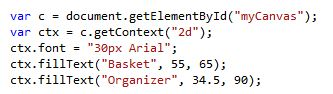 var c = document.getElementById("myCanvas");
var ctx = c.getContext("2d");
ctx.font = "30px Arial";
ctx.fillText("Basket", 55, 65);
ctx.fillText("Organizer", 34.5, 90);